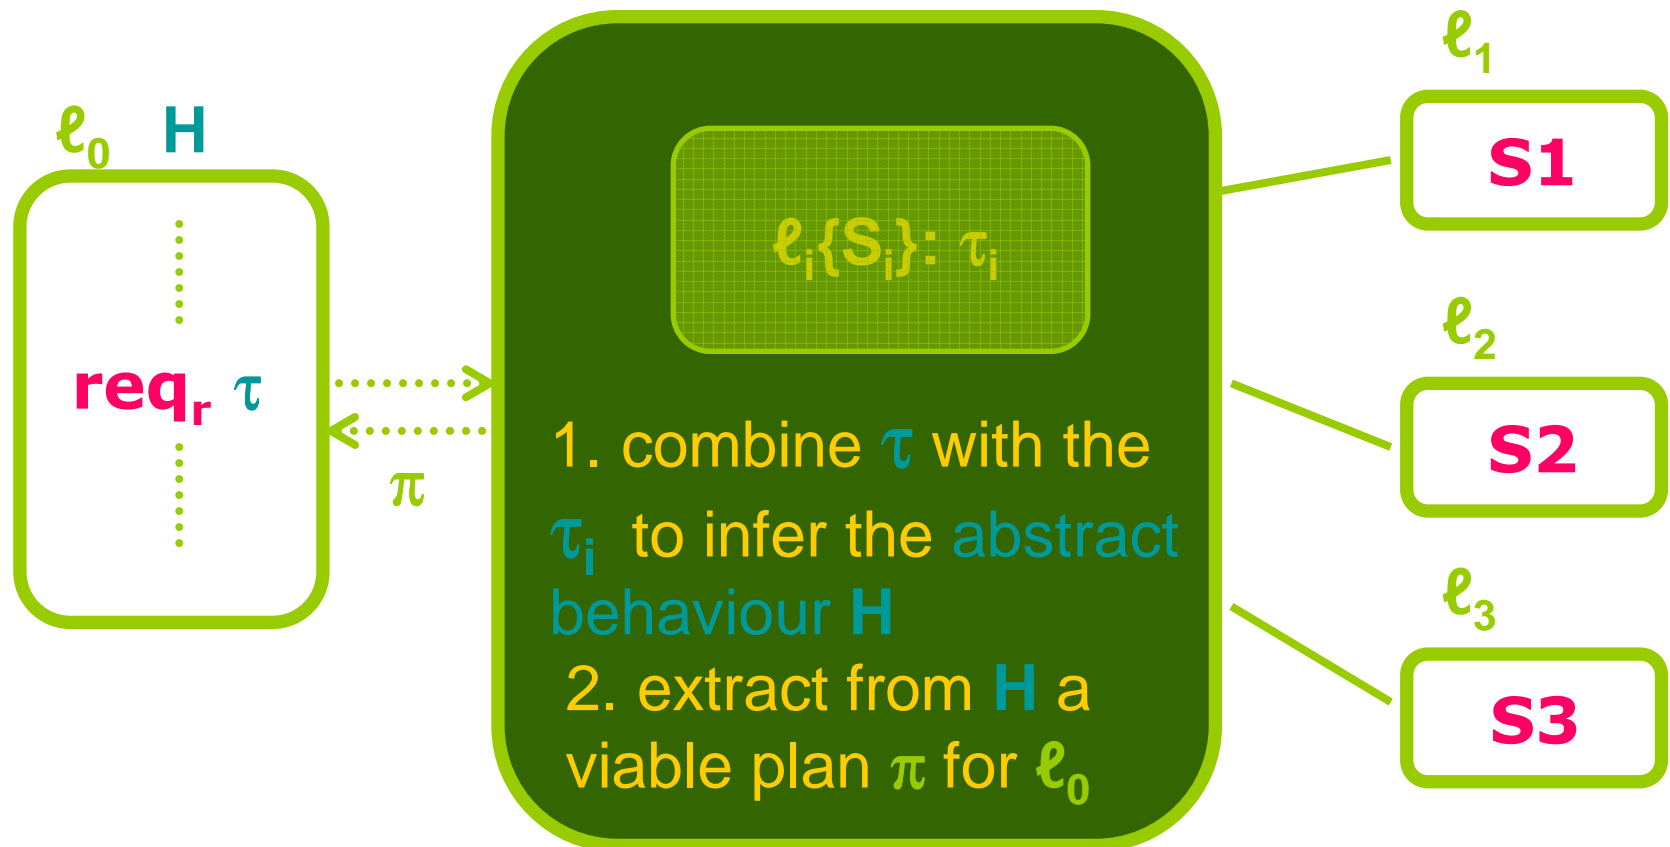 ℓ₀ H
req_r τ
π
ℓᵢ{Sᵢ}: τᵢ
1. combine τ with the
τᵢ to infer the abstract
behaviour H
2. extract from H a
viable plan π for ℓ₀
ℓ₁
S1
ℓ₂
S2
ℓ₃
S3